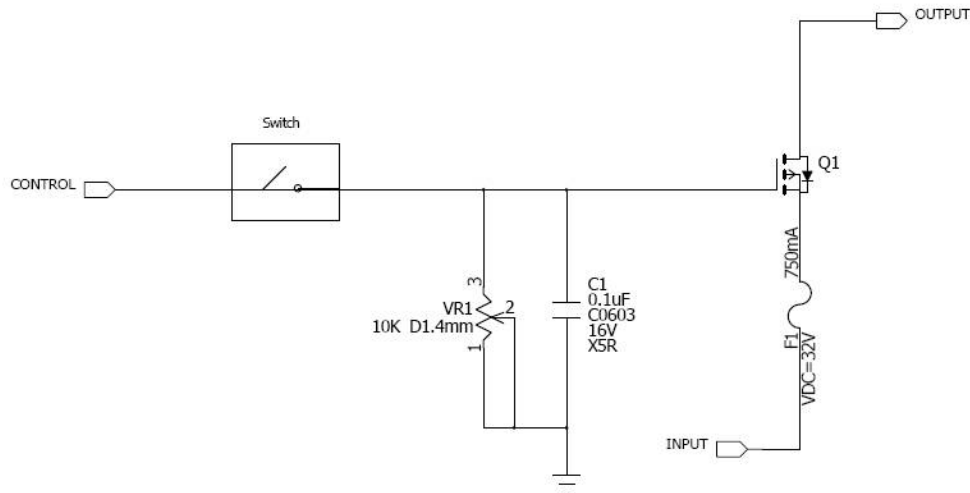 OUTPUT
Switch
CONTROL
Q1
750mA
F1
VDC=32V
3
VR1
2
10K D1.4mm
1
C1
0.1uF
C0603
16V
X5R
INPUT